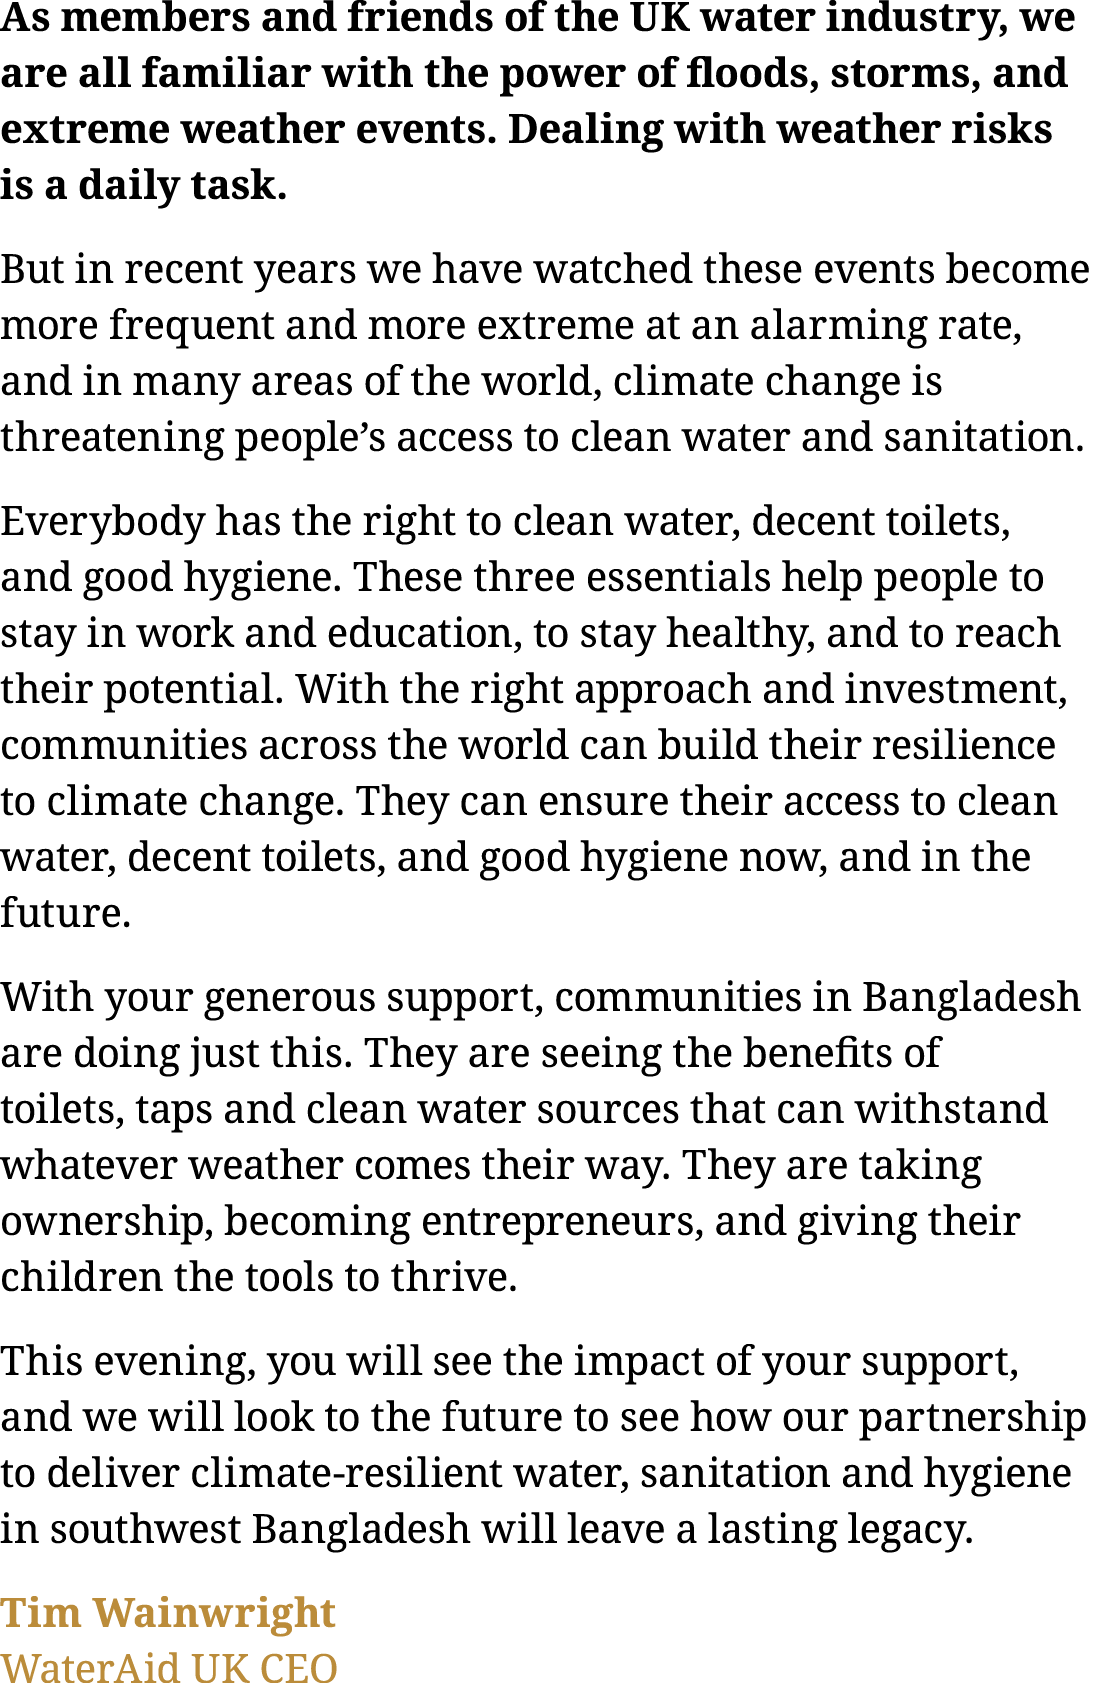 As members and friends of the UK water industry, we
are all familiar with the power of floods, storms, and
extreme weather events. Dealing with weather risks
is a daily task.
But in recent years we have watched these events become
more frequent and more extreme at an alarming rate,
and in many areas of the world, climate change is
threatening people’s access to clean water and sanitation.
Everybody has the right to clean water, decent toilets,
and good hygiene. These three essentials help people to
stay in work and education, to stay healthy, and to reach
their potential. With the right approach and investment,
communities across the world can build their resilience
to climate change. They can ensure their access to clean
water, decent toilets, and good hygiene now, and in the
future.
With your generous support, communities in Bangladesh
are doing just this. They are seeing the benefits of
toilets, taps and clean water sources that can withstand
whatever weather comes their way. They are taking
ownership, becoming entrepreneurs, and giving their
children the tools to thrive.
This evening, you will see the impact of your support,
and we will look to the future to see how our partnership
to deliver climate-resilient water, sanitation and hygiene
in southwest Bangladesh will leave a lasting legacy.
Tim Wainwright
WaterAid UK CEO